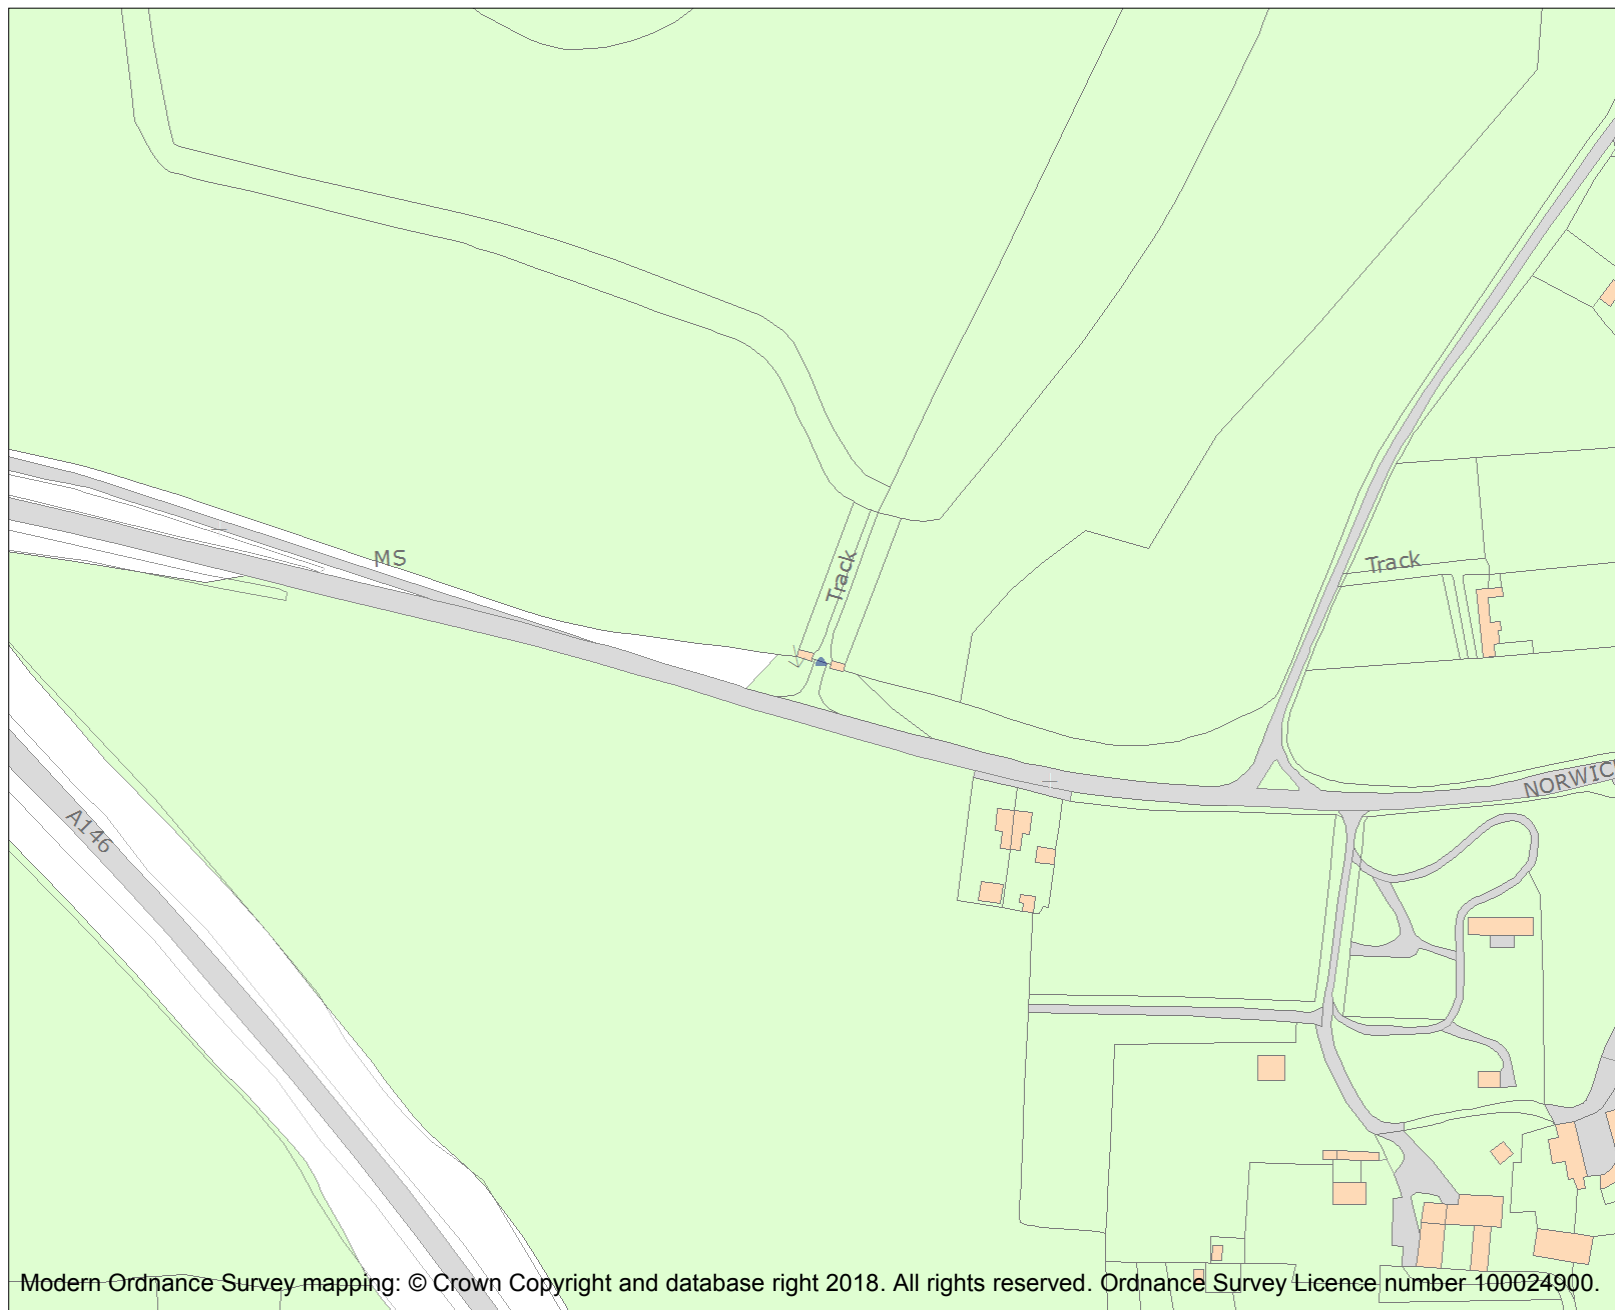 MS
Track
Track
NORWIC
A146
Modern Ordnance Survey mapping: © Crown Copyright and database right 2018. All rights reserved. Ordnance Survey Licence number 100024900.